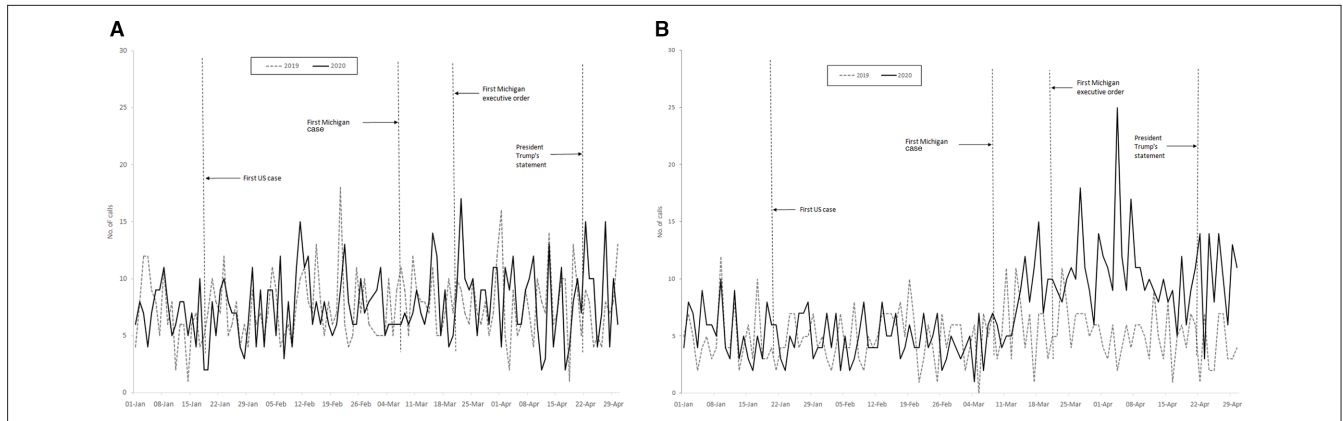 A
30
25
20
15
10
5
0
No. of calls
2019 2020
First US case
First Michigan
case
First Michigan
executive order
President
Trump's
statement
01-Jan 08-Jan 15-Jan 22-Jan 29-Jan 05-Feb 12-Feb 19-Feb 26-Feb 04-Mar 11-Mar 18-Mar 25-Mar 01-Apr 08-Apr 15-Apr 22-Apr 29-Apr
B
30
25
20
15
10
5
0
No. of calls
2019 2020
First US case
First Michigan
case
First Michigan
executive order
President
Trump's
statement
01-Jan 08-Jan 15-Jan 22-Jan 29-Jan 05-Feb 12-Feb 19-Feb 26-Feb 04-Mar 11-Mar 18-Mar 25-Mar 01-Apr 08-Apr 15-Apr 22-Apr 29-Apr